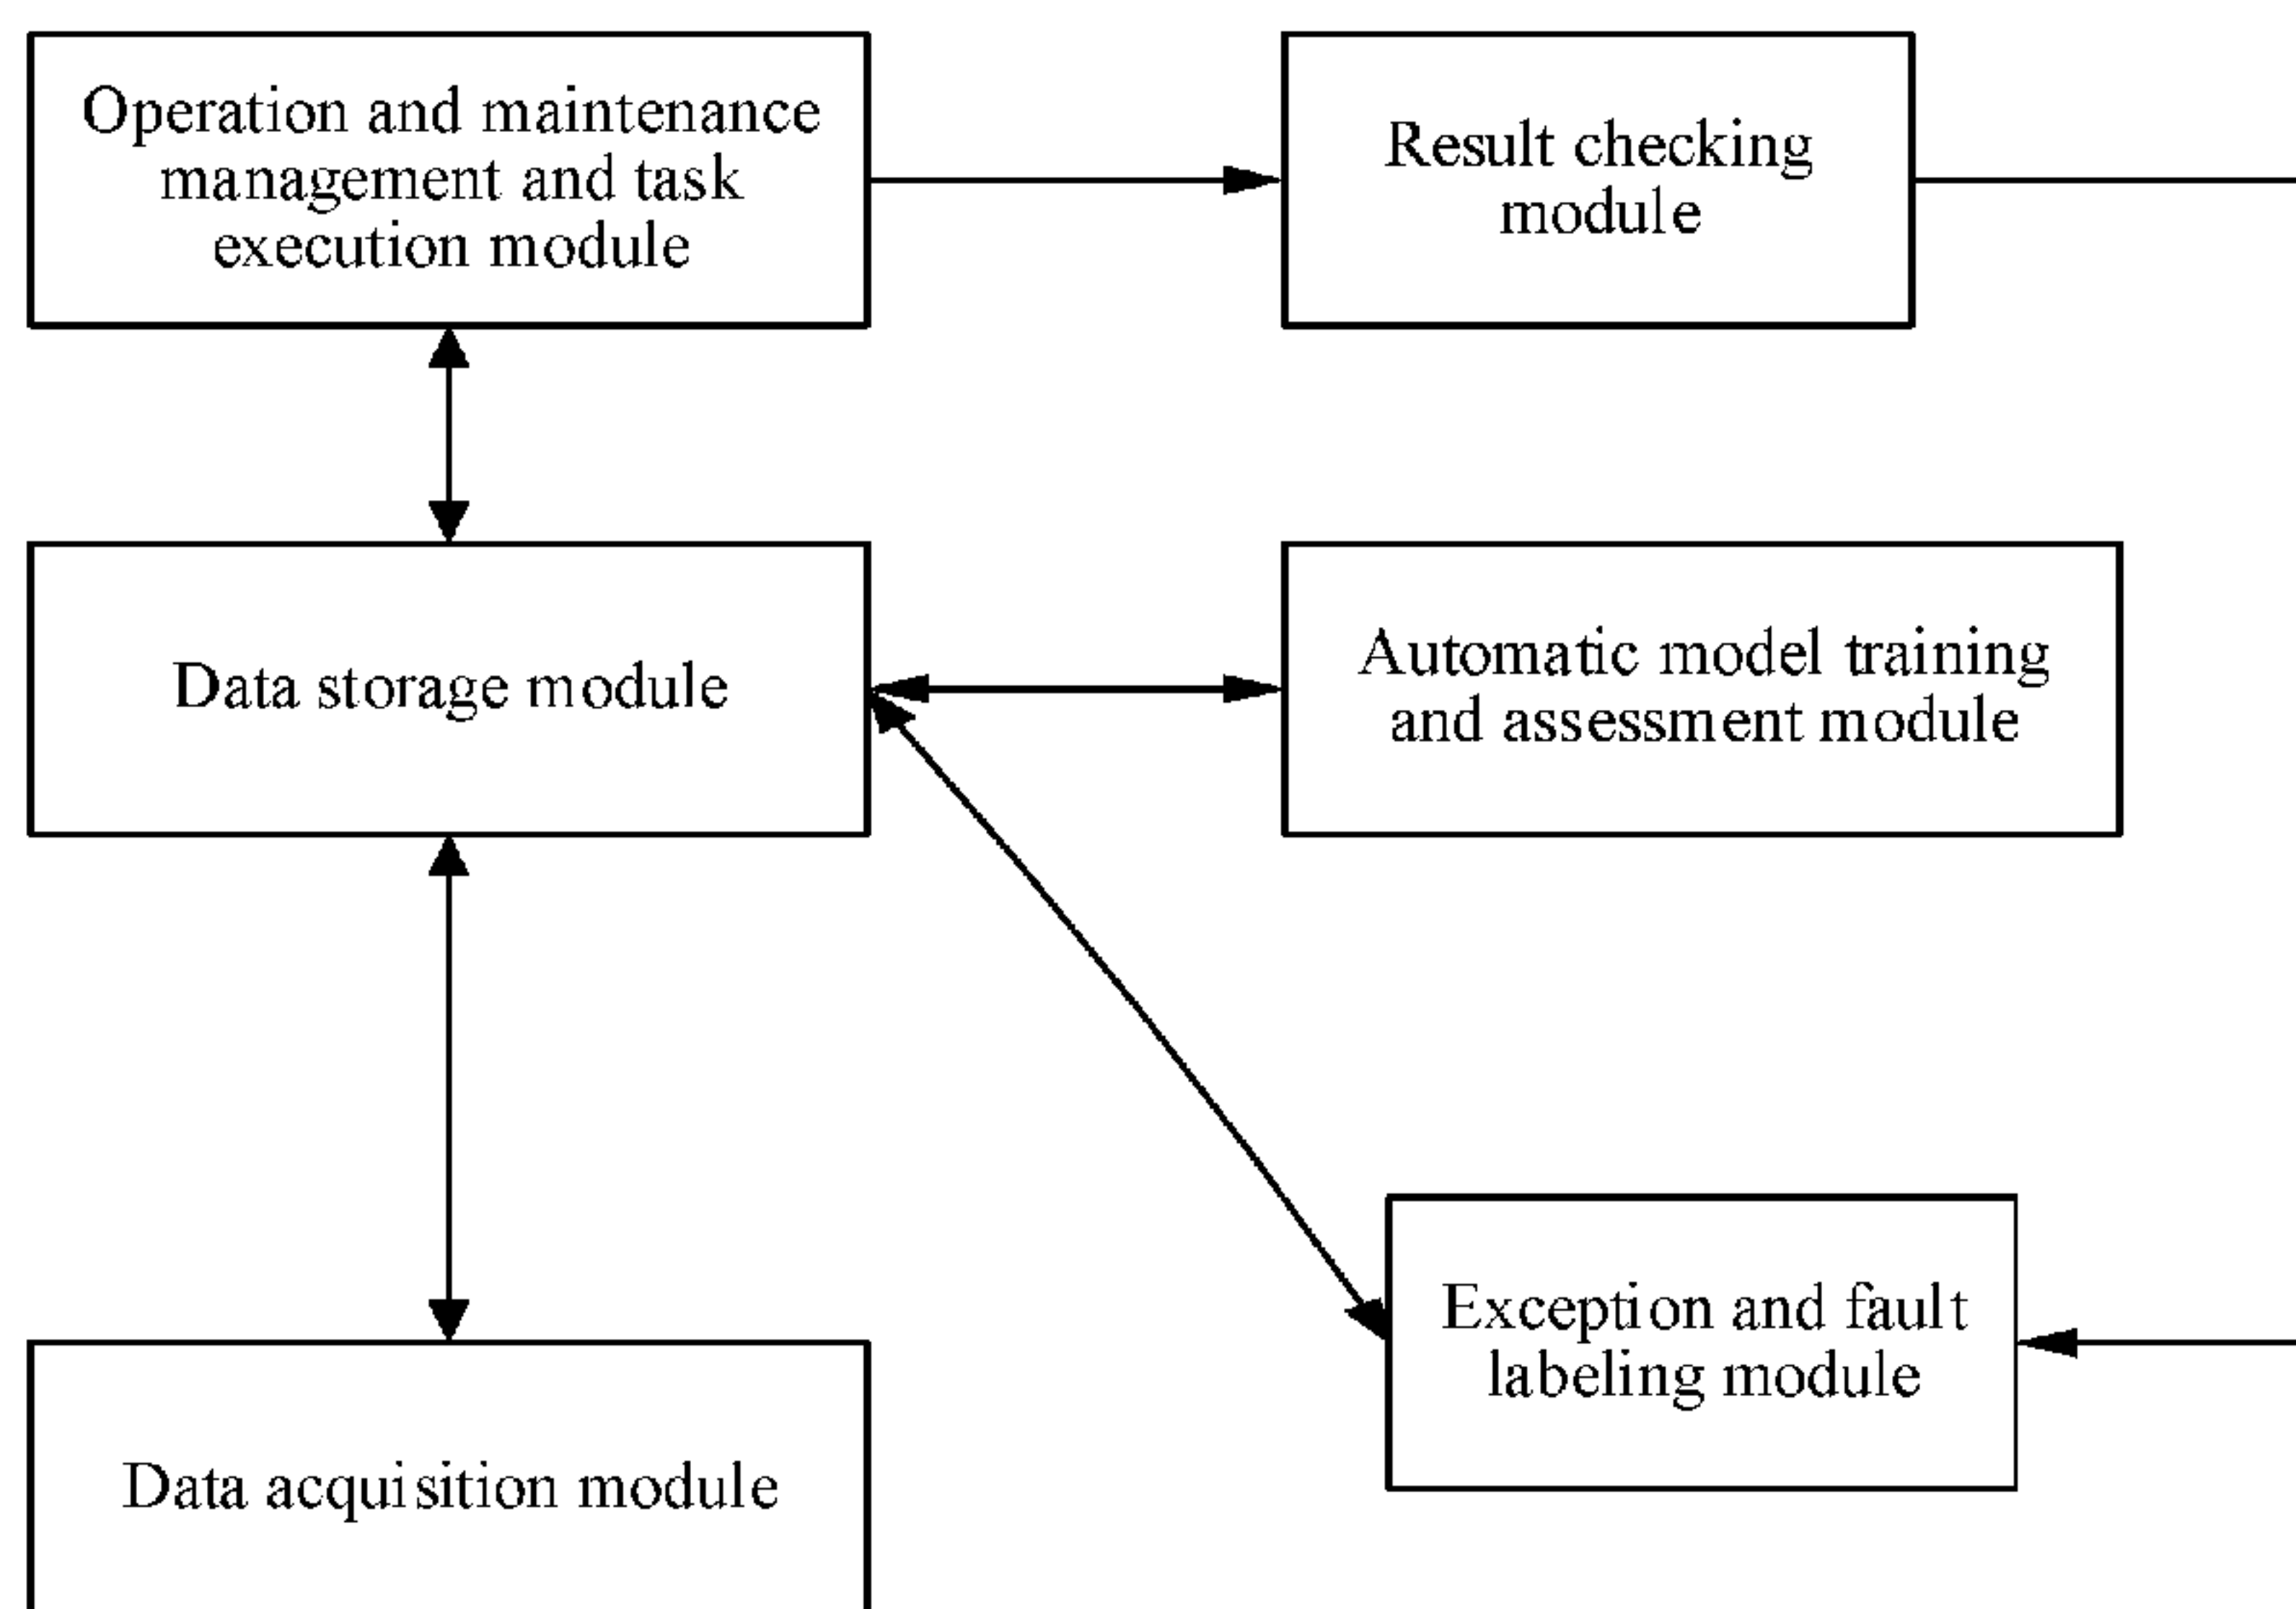 Operation and maintenance
management and task
execution module
Result checking
module
Data storage module
Automatic model training
and assessment module
Exception and fault
labeling module
Data acquisition module